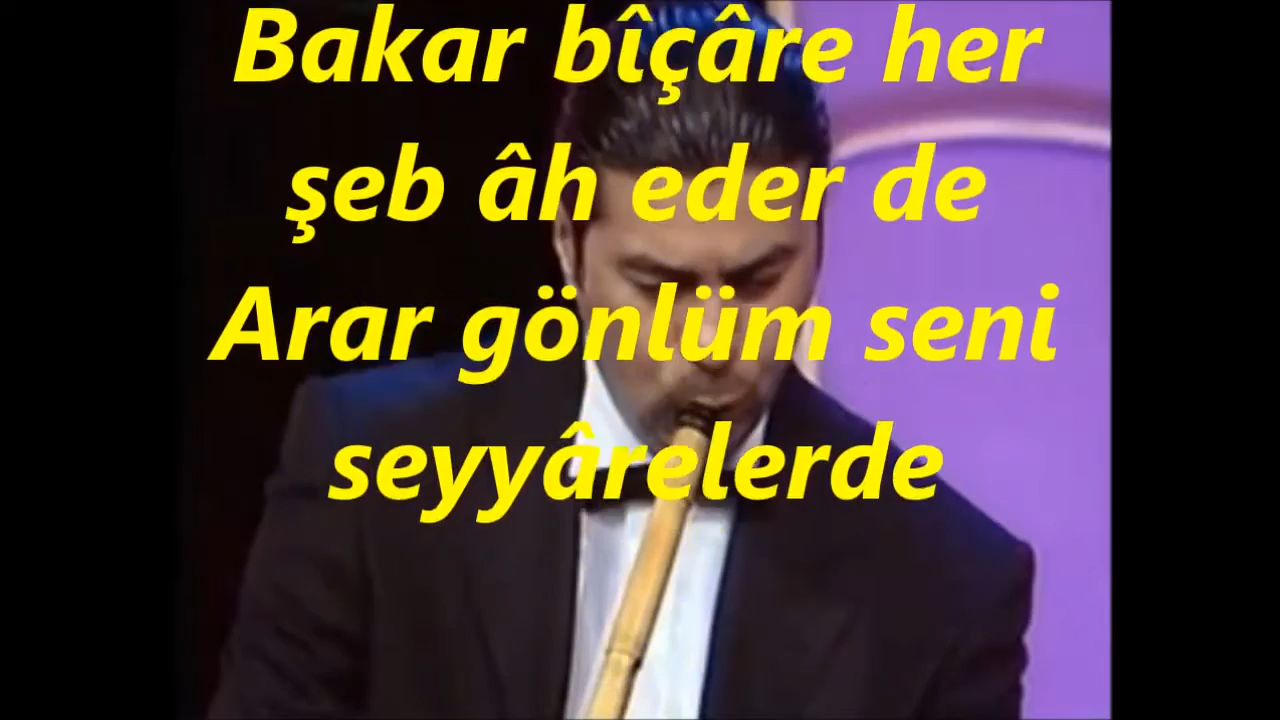 Bakar bîçâre her
şeb âh eder de
Arar gönlüm seni
seyyârelerde